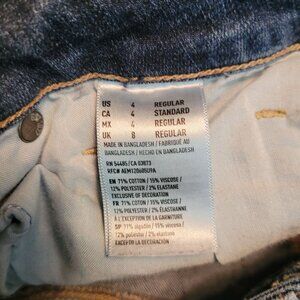 US 4 REGULAR
CA 4 STANDARD
MX 4 REGULAR
UK 8 REGULAR
MADE IN BANGLADESH / FABRIQUÉ AU
BANGLADESH / HECHO EN BANGLADESH
RN 54485/CA 03873
RFC# AEM120605U9A
EN 71% COTTON / 15% VISCOSE /
12% POLYESTER / 2% ELASTANE
EXCLUSIVE OF DECORATION
FR 71% COTON / 15% VISCOSE /
12% POLYESTER / 2% ÉLASTHANNE
À L'EXCEPTION DE LA GARNITURE
SP 71% algodón / 15% viscosa /
12% poliéster / 2% elastano
EXCEPTO LA DECORACIÓN